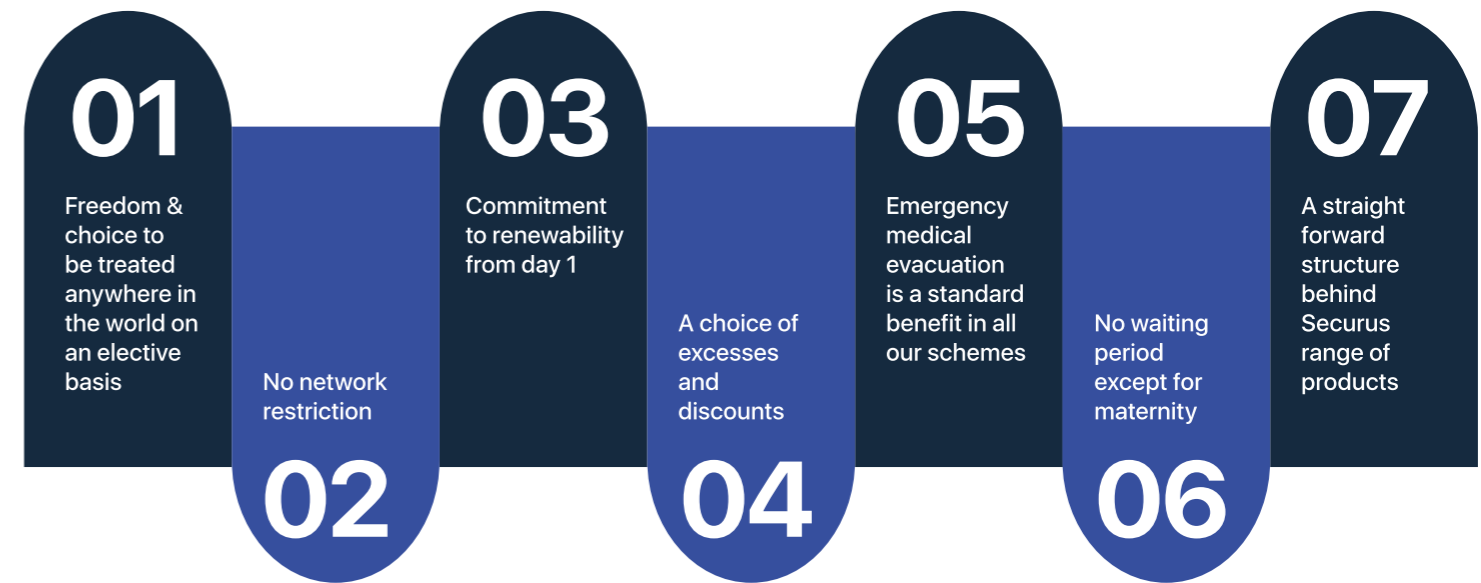 01
Freedom &
choice to
be treated
anywhere in
the world on
an elective
basis
No network
restriction
02
03
Commitment
to renewability
from day 1
A choice of
excesses
and
discounts
04
05
Emergency
medical
evacuation
is a standard
benefit in all
our schemes
No waiting
period
except for
maternity
06
07
A straight
forward
structure
behind
Securus
range of
products